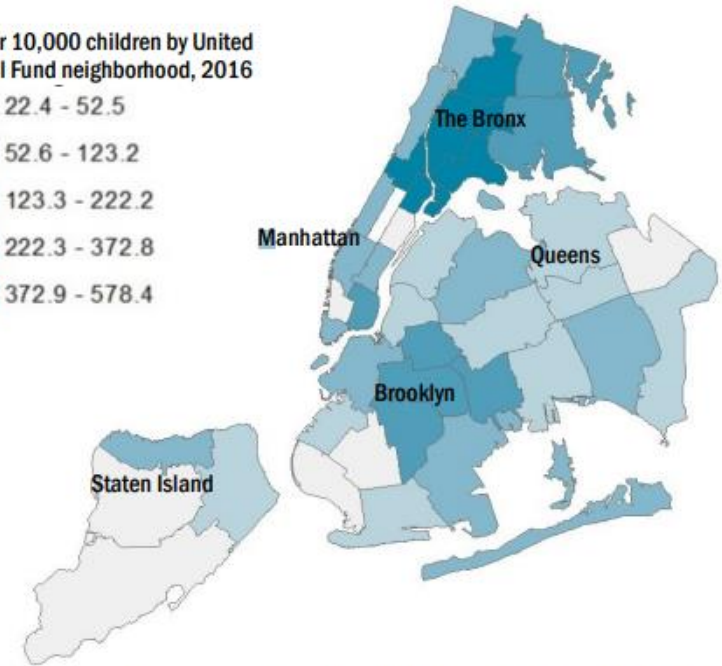 r 10,000 children by United
l Fund neighborhood, 2016
22.4 - 52.5
52.6 - 123.2
123.3 - 222.2
222.3 - 372.8
372.9 - 578.4
The Bronx
Manhattan
Queens
Brooklyn
Staten Island